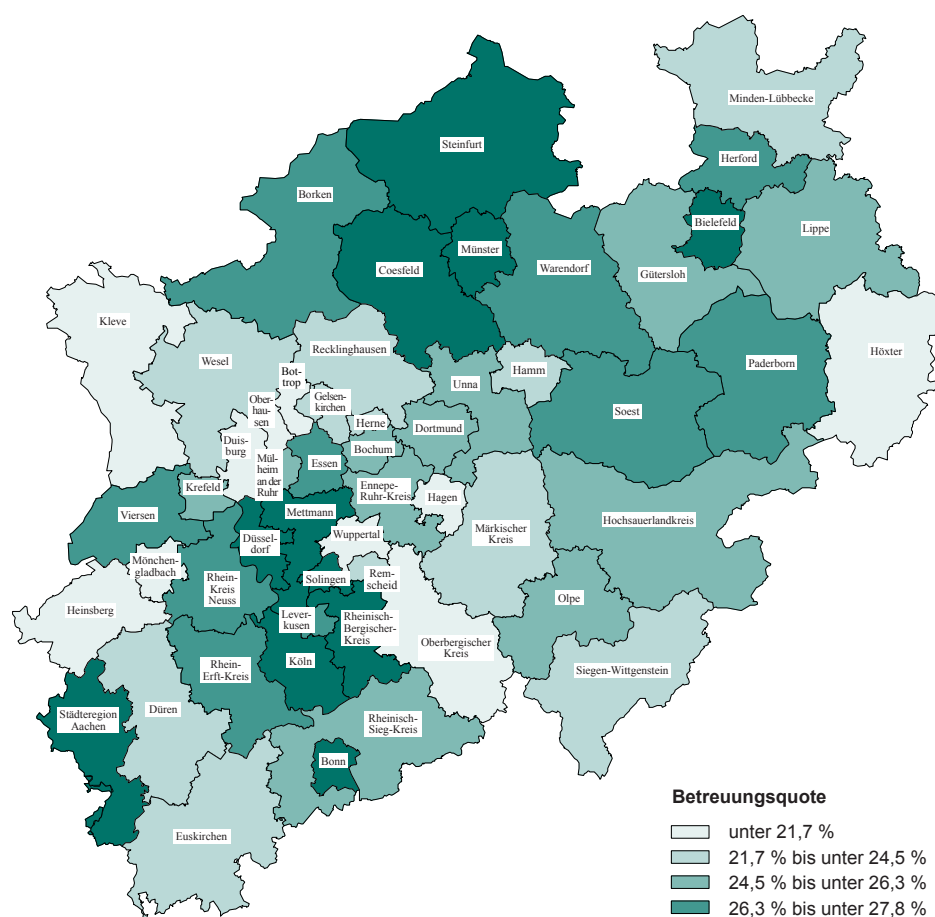 Minden-Lübbecke
Steinfurt
Herford
Borken
Bielefeld
Münster
Lippe
Coesfeld
Warendorf
Gütersloh
Kleve
Recklinghausen
Wesel
Höxter
Paderborn
Hamm
Unna
Bot-
trop
Ober-
hausen
Gelsen-
kirchen
Soest
Herne
Dortmund
Duis-
burg
Mül-
heim
an der
Ruhr
Essen
Bochum
Krefeld
Ennepe-
Ruhr-Kreis
Hagen
Viersen
Mettmann
Hochsauerlandkreis
Märkischer
Kreis
Wuppertal
Düssel-
dorf
Mönchen-
gladbach
Solingen
Rem-
scheid
Rhein-
Kreis
Neuss
Heinsberg
Olpe
Lever-
kusen
Rheinisch-
Bergischer-
Kreis
Oberbergischer
Kreis
Köln
Rhein-
Erft-Kreis
Siegen-Wittgenstein
Städteregion
Aachen
Düren
Rheinisch-
Sieg-Kreis
Bonn
Euskirchen
Betreuungsquote
unter 21,7 %
21,7 % bis unter 24,5 %
24,5 % bis unter 26,3 %
26,3 % bis unter 27,8 %